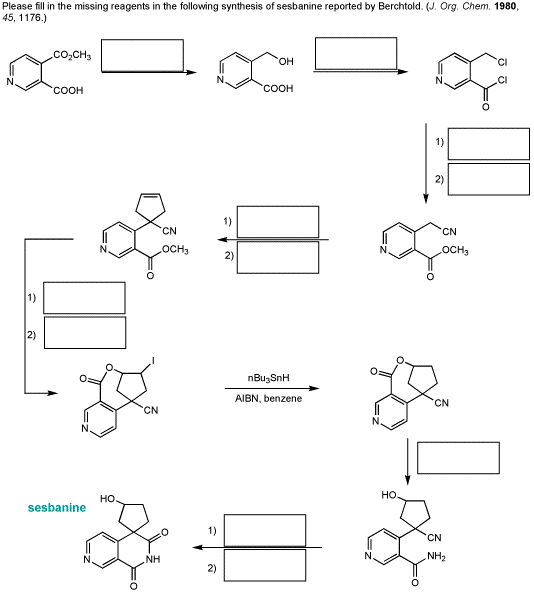 Please fill in the missing reagents in the following synthesis of sesbanine reported by Berchtold. (J. Org. Chem. 1980,
45, 1176.)
CO₂CH₃
N
COOH
OH
N
COOH
Cl
N
Cl
O
1)
2)
CN
N
OCH₃
O
1)
2)
CN
N
OCH₃
O
1)
2)
O
I
O
CN
N
nBu₃SnH
AIBN, benzene
O
O
CN
N
HO
CN
N
NH₂
O
1)
2)
sesbanine
HO
O
N
NH
O